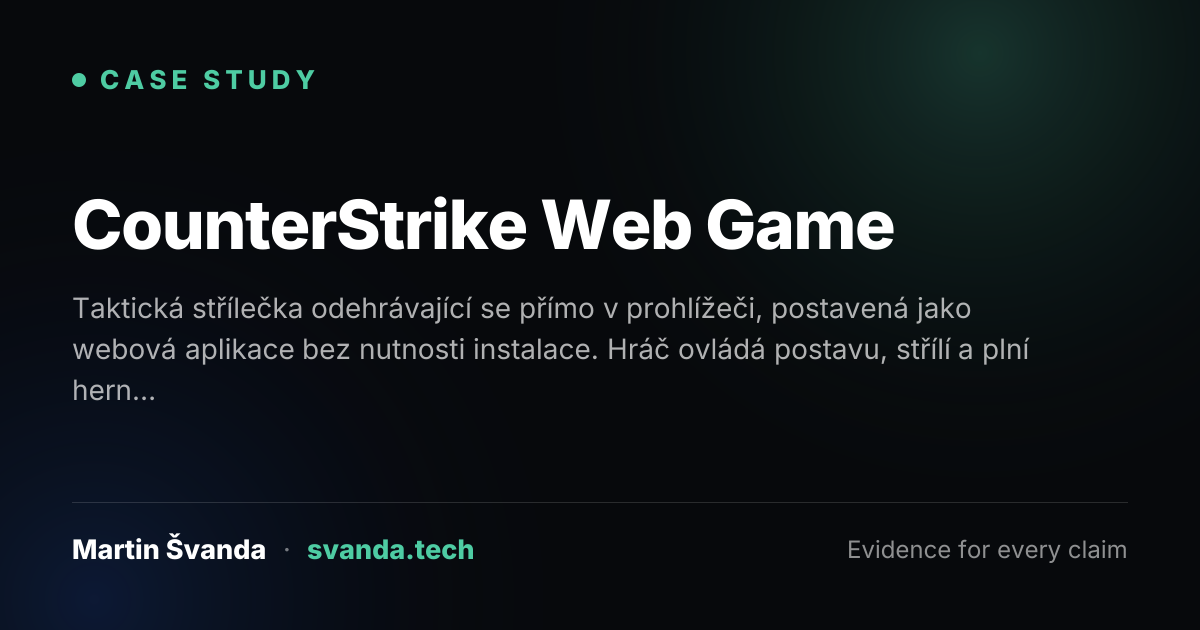 CASE STUDY
CounterStrike Web Game
Taktická střílečka odehrávající se přímo v prohlížeči, postavená jako
webová aplikace bez nutnosti instalace. Hráč ovládá postavu, střílí a plní
hern...
Martin Švanda · svanda.tech
Evidence for every claim